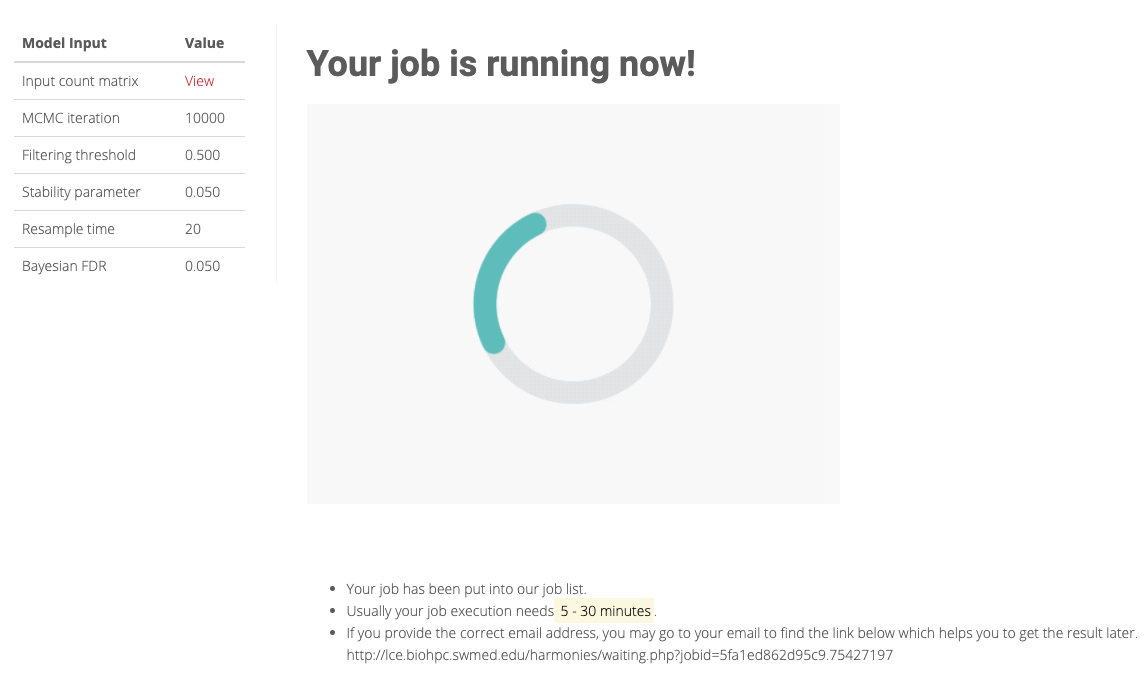 Model Input Value
Input count matrix View
MCMC iteration 10000
Filtering threshold 0.500
Stability parameter 0.050
Resample time 20
Bayesian FDR 0.050
Your job is running now!
Your job has been put into our job list.
Usually your job execution needs 5 - 30 minutes.
If you provide the correct email address, you may go to your email to find the link below which helps you to get the result later.
http://lce.biohpc.swmed.edu/harmonies/waiting.php?jobid=5fa1ed862d95c9.75427197